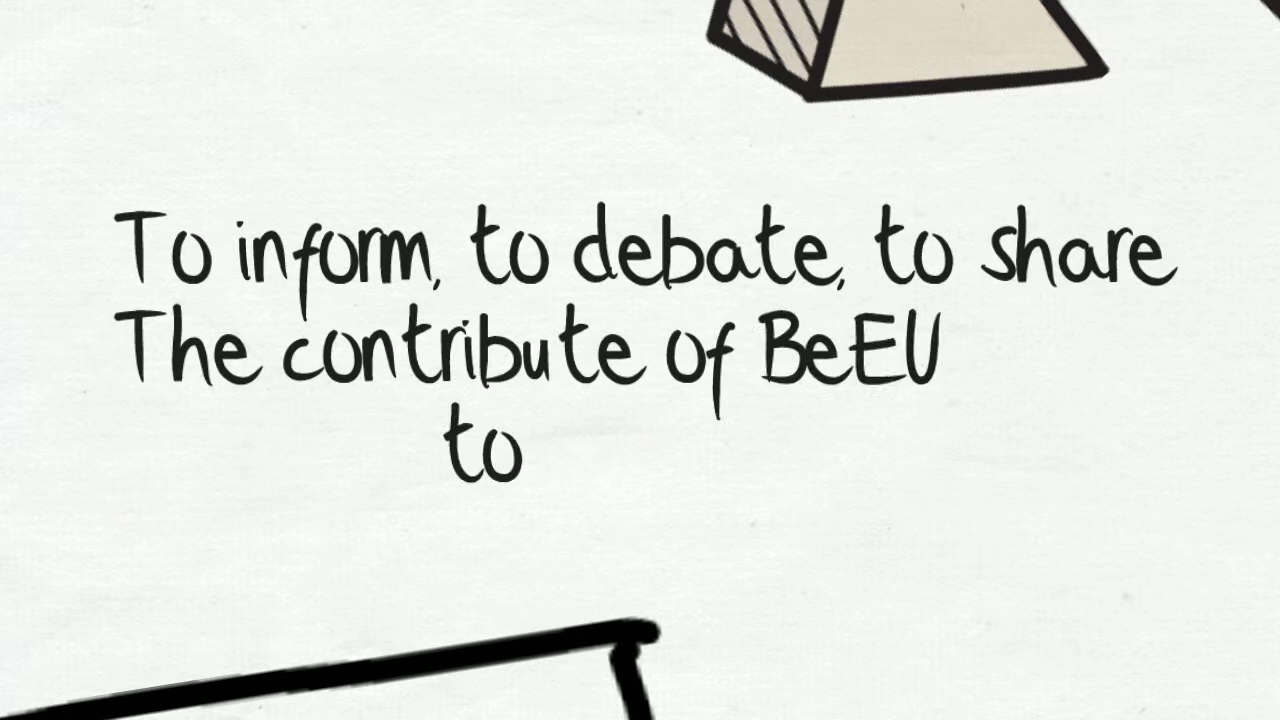 To inform, to debate, to share
The contribute of BeEU
to